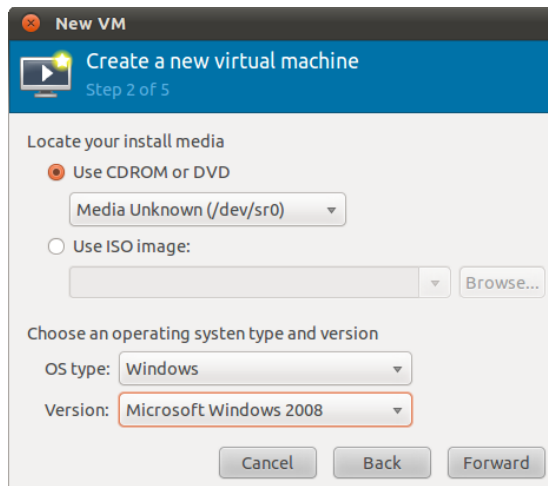 New VM
Create a new virtual machine
Step 2 of 5
Locate your install media
Use CDROM or DVD
Media Unknown (/dev/sr0)
Use ISO image:
Browse...
Choose an operating systen type and version
OS type: Windows
Version: Microsoft Windows 2008
Cancel Back Forward